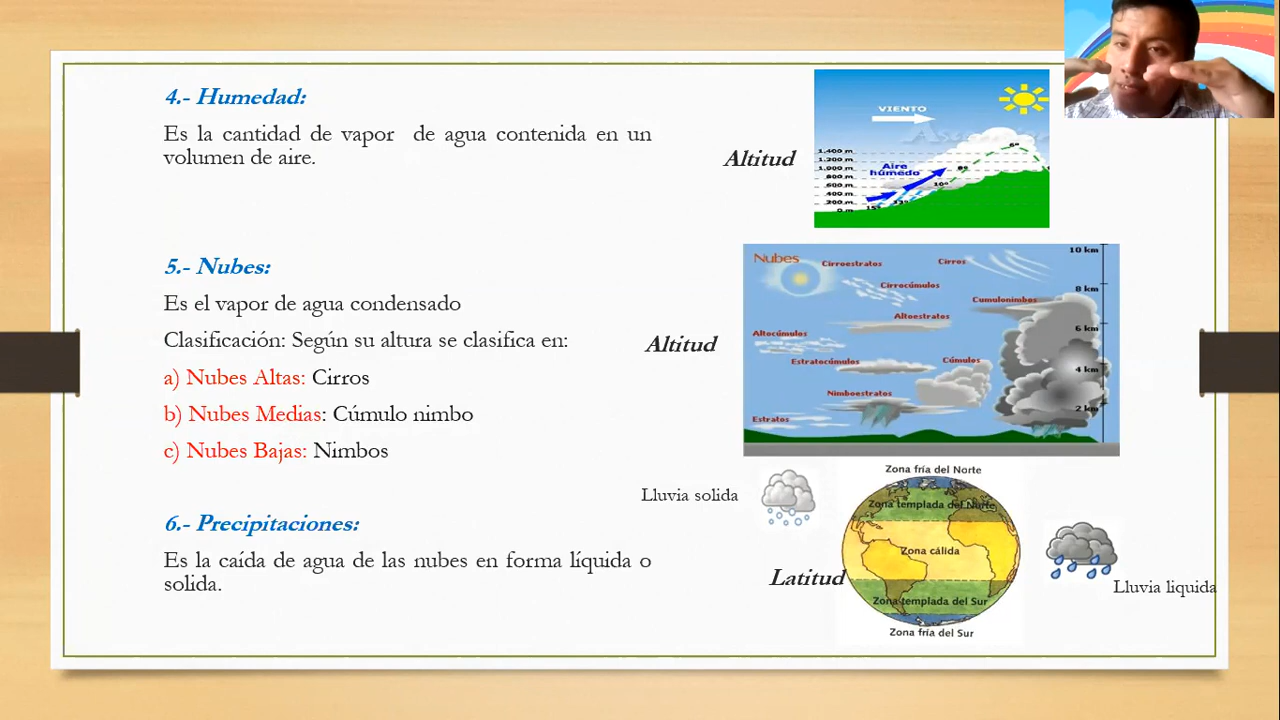 4.- Humedad:
Es la cantidad de vapor de agua contenida en un
volumen de aire.
Altitud
VIENTO
1.400 m
1.200 m
1.000 m
800 m
600 m
400 m
200 m
0 m
Aire
húmedo
6º
8º
10º
15º
5.- Nubes:
Es el vapor de agua condensado
Clasificación: Según su altura se clasifica en:
a) Nubes Altas: Cirros
b) Nubes Medias: Cúmulo nimbo
c) Nubes Bajas: Nimbos
Altitud
Nubes
Cirroestratos
Cirros
10 km
Cirrocúmulos
8 km
Cumulonimbos
Altoestratos
6 km
Altocúmulos
Estratocúmulos
Cúmulos
4 km
Nimboestratos
2 km
Estratos
6.- Precipitaciones:
Es la caída de agua de las nubes en forma líquida o
solida.
Lluvia solida
Latitud
Zona fría del Norte
Zona templada del Norte
Zona cálida
Zona templada del Sur
Zona fría del Sur
Lluvia liquida